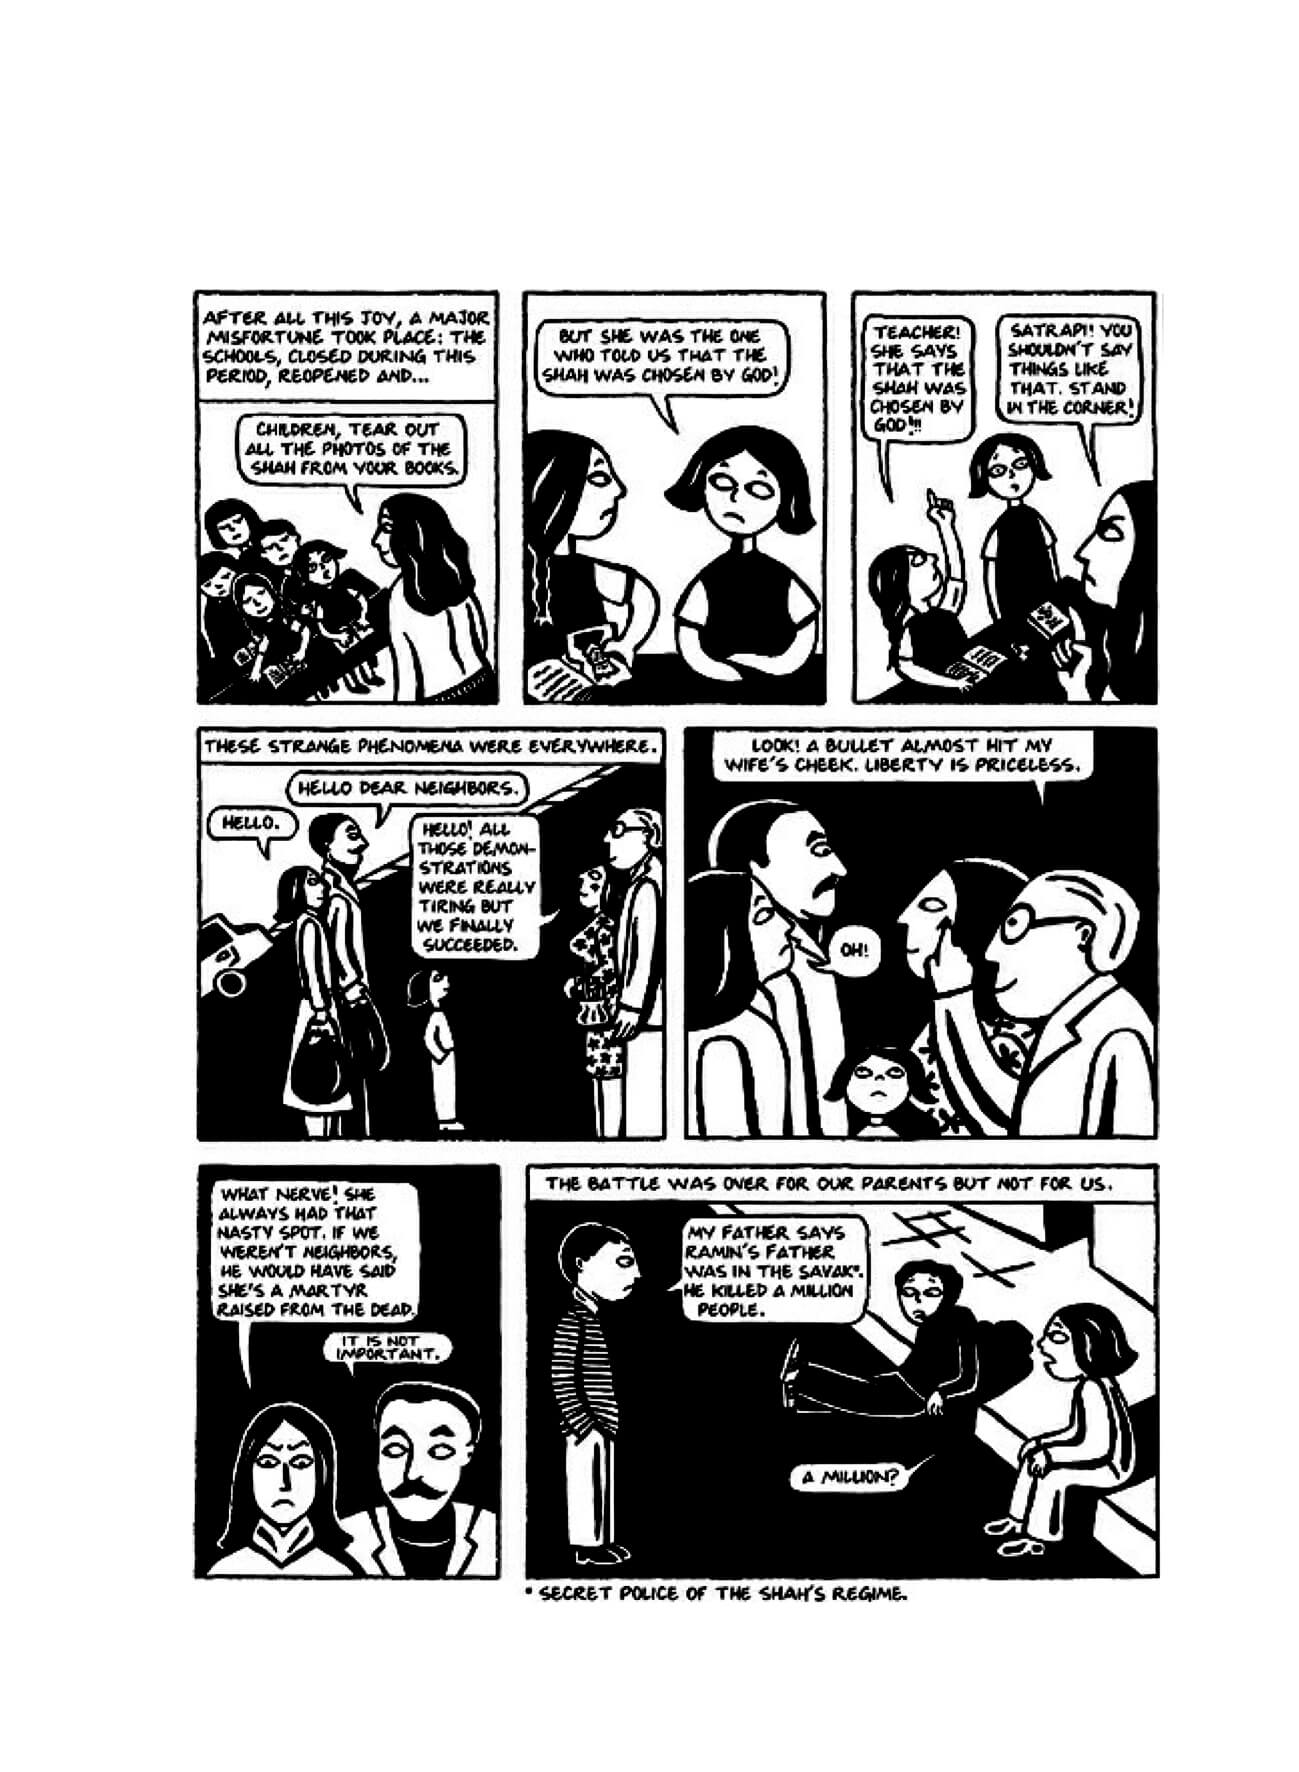 AFTER ALL THIS JOY, A MAJOR
MISFORTUNE TOOK PLACE: THE
SCHOOLS, CLOSED DURING THIS
PERIOD, REOPENED AND...
CHILDREN, TEAR OUT
ALL THE PHOTOS OF THE
SHAH FROM YOUR BOOKS.
BUT SHE WAS THE ONE
WHO TOLD US THAT THE
SHAH WAS CHOSEN BY GOD!
TEACHER!
SHE SAYS
THAT THE
SHAH WAS
CHOSEN BY
GOD!!!
SATRAPI! YOU
SHOULDN'T SAY
THINGS LIKE
THAT. STAND
IN THE CORNER!
THESE STRANGE PHENOMENA WERE EVERYWHERE.
HELLO DEAR NEIGHBORS.
HELLO.
HELLO! ALL
THOSE DEMON-
STRATIONS
WERE REALLY
TIRING BUT
WE FINALLY
SUCCEEDED.
LOOK! A BULLET ALMOST HIT MY
WIFE'S CHEEK. LIBERTY IS PRICELESS.
OH!
WHAT NERVE! SHE
ALWAYS HAD THAT
NASTY SPOT. IF WE
WEREN'T NEIGHBORS,
HE WOULD HAVE SAID
SHE'S A MARTYR
RAISED FROM THE DEAD.
IT IS NOT
IMPORTANT.
THE BATTLE WAS OVER FOR OUR PARENTS BUT NOT FOR US.
MY FATHER SAYS
RAMIN'S FATHER
WAS IN THE SAVAK*.
HE KILLED A MILLION
PEOPLE.
A MILLION?
* SECRET POLICE OF THE SHAH'S REGIME.